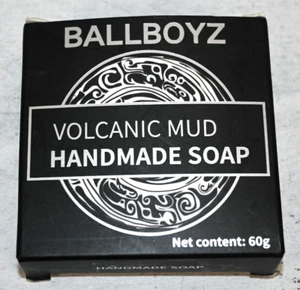 BALLBOYZ
VOLCANIC MUD
HANDMADE SOAP
Net content: 60g
HANDMADE SOAP